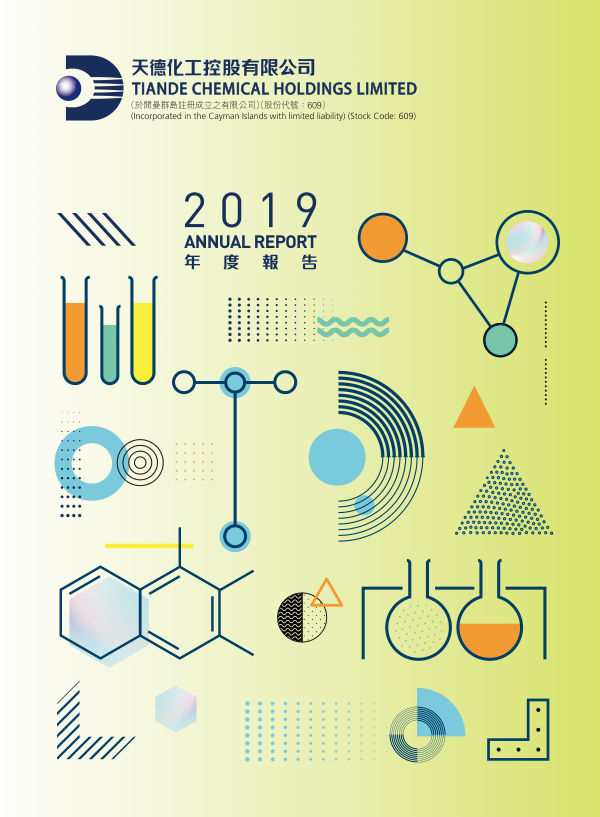 天德化工控股有限公司
TIANDE CHEMICAL HOLDINGS LIMITED
(於開曼群島註冊成立之有限公司)(股份代號：609)
(Incorporated in the Cayman Islands with limited liability) (Stock Code: 609)
2019
ANNUAL REPORT
年度報告